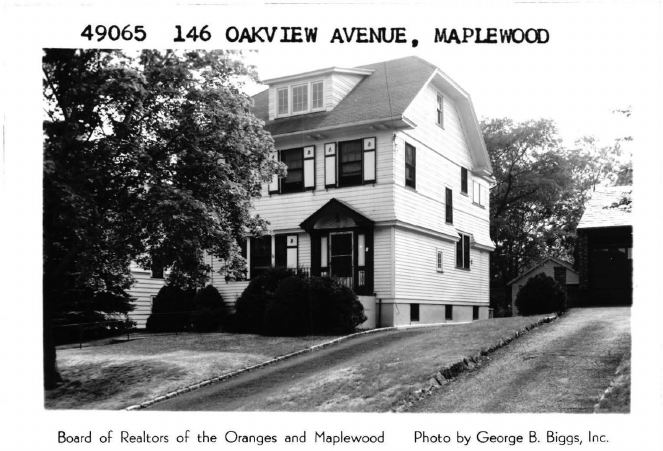 49065 146 OAKVIEW AVENUE, MAPLEWOOD
Board of Realtors of the Oranges and Maplewood Photo by George B. Biggs, Inc.